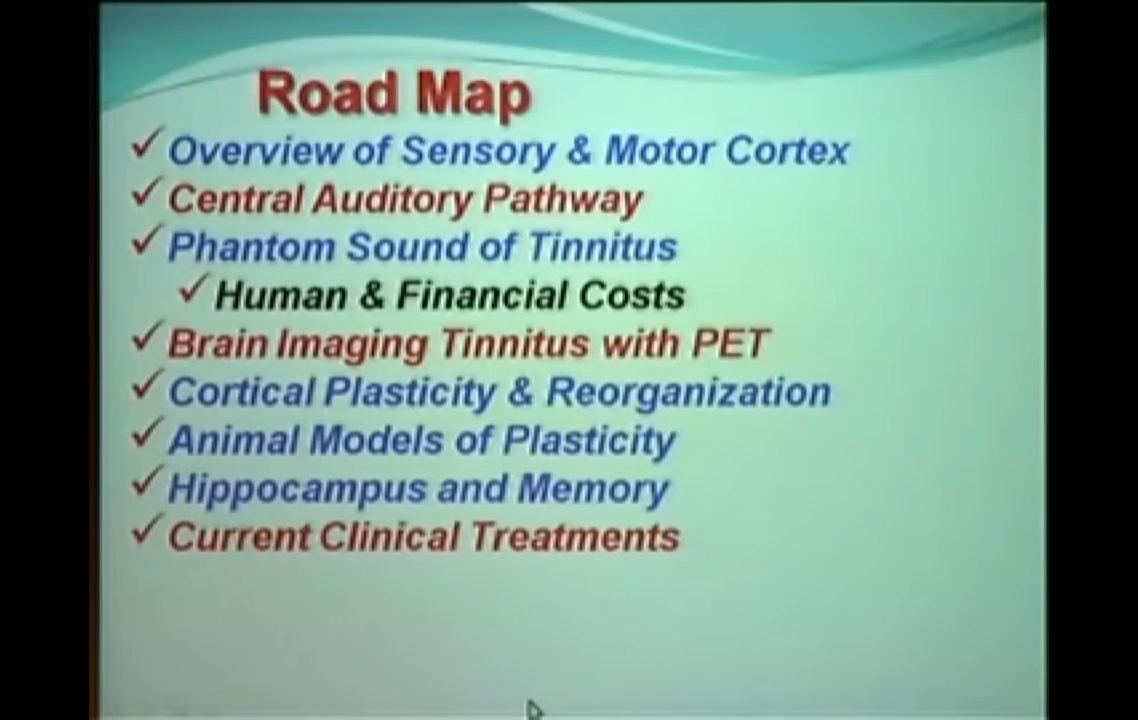 Road Map
✓ Overview of Sensory & Motor Cortex
✓ Central Auditory Pathway
✓ Phantom Sound of Tinnitus
✓ Human & Financial Costs
✓ Brain Imaging Tinnitus with PET
✓ Cortical Plasticity & Reorganization
✓ Animal Models of Plasticity
✓ Hippocampus and Memory
✓ Current Clinical Treatments